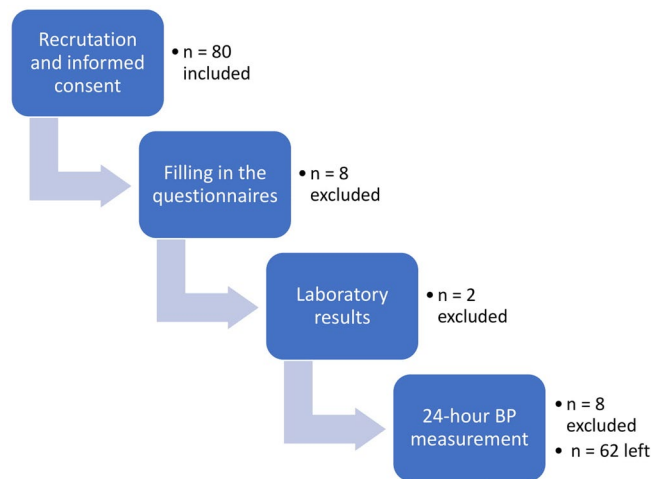 Recrutation
and informed
consent
• n = 80
included
Filling in the
questionnaires
• n = 8
excluded
Laboratory
results
• n = 2
excluded
24-hour BP
measurement
• n = 8
excluded
• n = 62 left